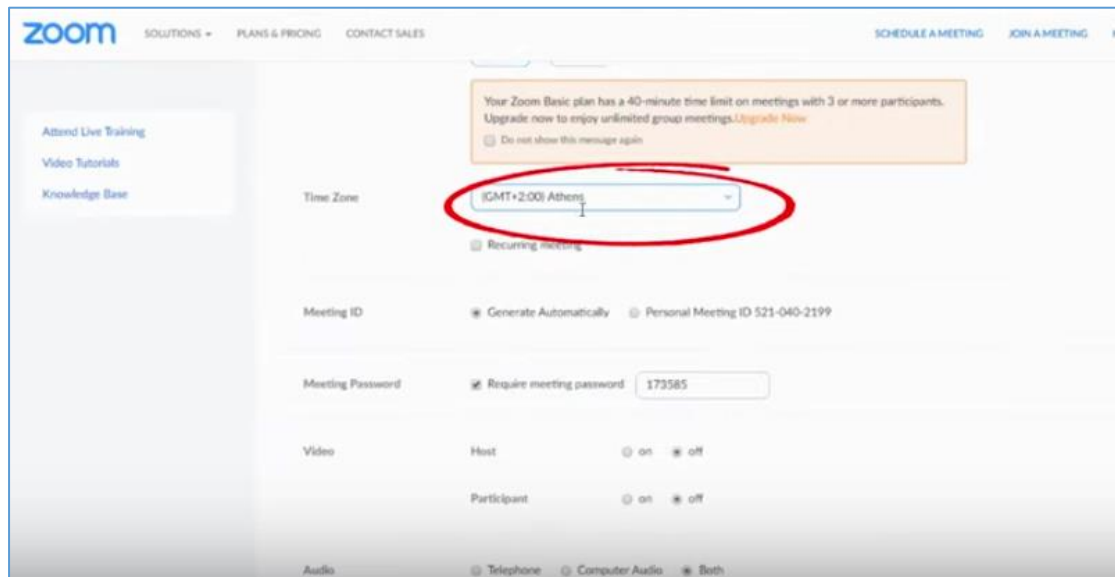 zoom SOLUTIONS PLANS & PRICING CONTACT SALES SCHEDULE A MEETING JOIN A MEETING
Your Zoom Basic plan has a 40-minute time limit on meetings with 3 or more participants.
Upgrade now to enjoy unlimited group meetings.Upgrade Now
Do not show this message again
Attend Live Training
Video Tutorials
Knowledge Base
Time Zone (GMT+2:00) Athens
Recurring meeting
Meeting ID Generate Automatically Personal Meeting ID 521-040-2199
Meeting Password Require meeting password 173585
Video Host on off
Participant on off
Audio Telephone Computer Audio Both